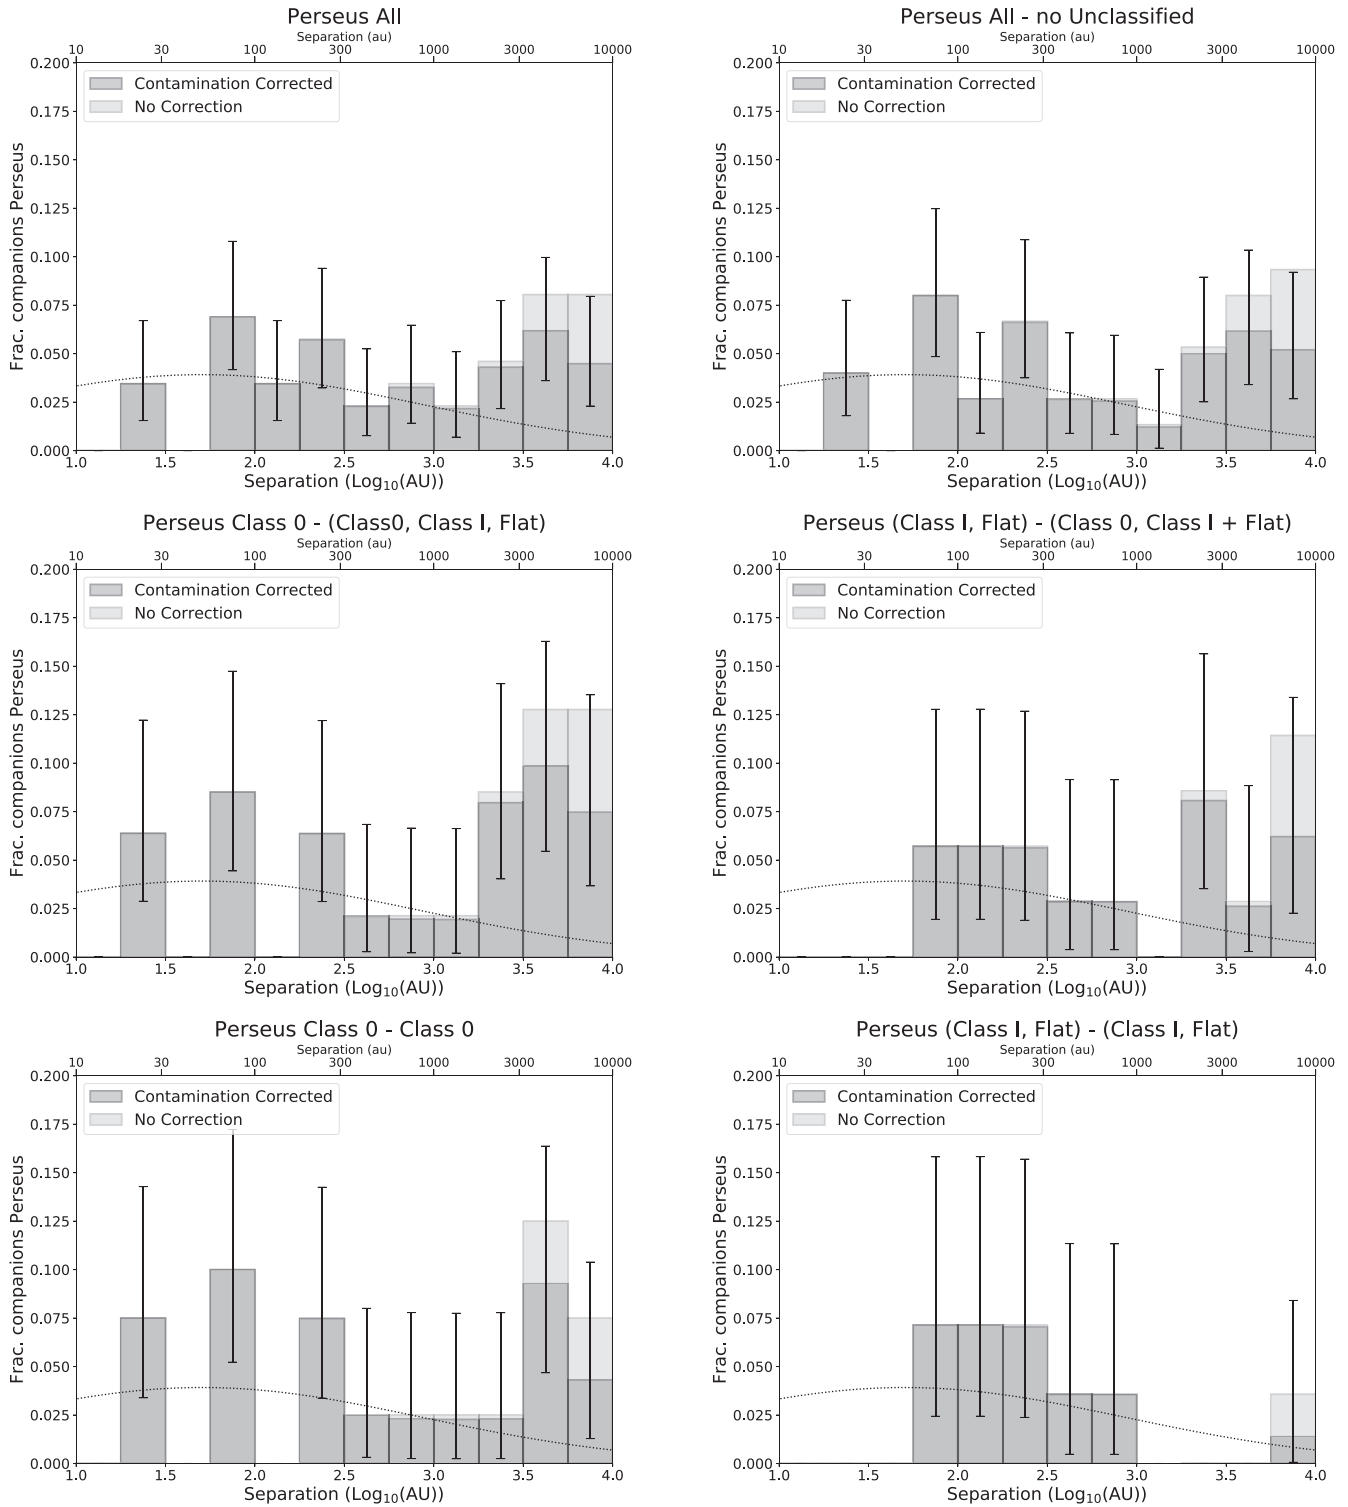 Perseus All
Separation (au)
10 30 100 300 1000 3000 10000
Contamination Corrected
No Correction
Frac. companions Perseus
0.200
0.175
0.150
0.125
0.100
0.075
0.050
0.025
0.000
1.0 1.5 2.0 2.5 3.0 3.5 4.0
Separation (Log10(AU))
Perseus All - no Unclassified
Separation (au)
10 30 100 300 1000 3000 10000
Contamination Corrected
No Correction
Frac. companions Perseus
0.200
0.175
0.150
0.125
0.100
0.075
0.050
0.025
0.000
1.0 1.5 2.0 2.5 3.0 3.5 4.0
Separation (Log10(AU))
Perseus Class 0 - (Class0, Class I, Flat)
Separation (au)
10 30 100 300 1000 3000 10000
Contamination Corrected
No Correction
Frac. companions Perseus
0.200
0.175
0.150
0.125
0.100
0.075
0.050
0.025
0.000
1.0 1.5 2.0 2.5 3.0 3.5 4.0
Separation (Log10(AU))
Perseus (Class I, Flat) - (Class 0, Class I + Flat)
Separation (au)
10 30 100 300 1000 3000 10000
Contamination Corrected
No Correction
Frac. companions Perseus
0.200
0.175
0.150
0.125
0.100
0.075
0.050
0.025
0.000
1.0 1.5 2.0 2.5 3.0 3.5 4.0
Separation (Log10(AU))
Perseus Class 0 - Class 0
Separation (au)
10 30 100 300 1000 3000 10000
Contamination Corrected
No Correction
Frac. companions Perseus
0.200
0.175
0.150
0.125
0.100
0.075
0.050
0.025
0.000
1.0 1.5 2.0 2.5 3.0 3.5 4.0
Separation (Log10(AU))
Perseus (Class I, Flat) - (Class I, Flat)
Separation (au)
10 30 100 300 1000 3000 10000
Contamination Corrected
No Correction
Frac. companions Perseus
0.200
0.175
0.150
0.125
0.100
0.075
0.050
0.025
0.000
1.0 1.5 2.0 2.5 3.0 3.5 4.0
Separation (Log10(AU))